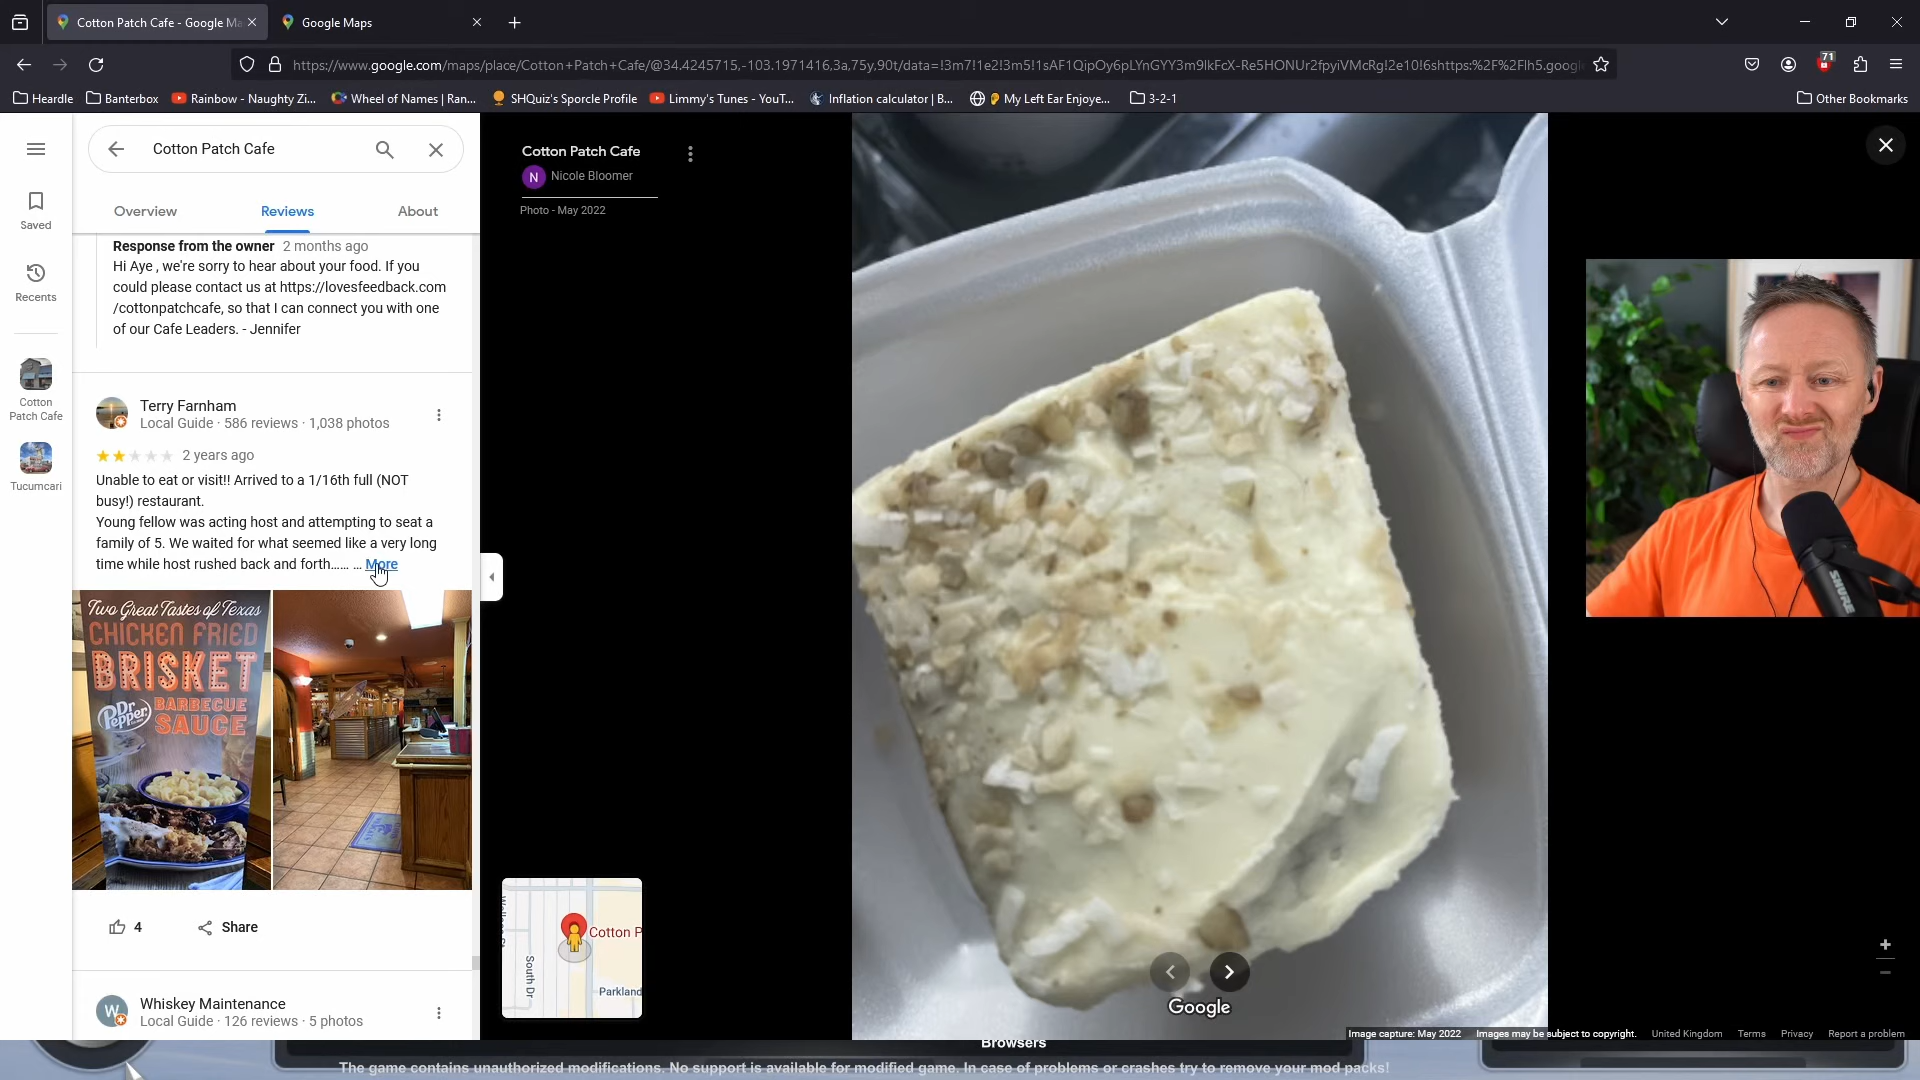 Cotton Patch Cafe - Google Ma
Google Maps
https://www.google.com/maps/place/Cotton+Patch+Cafe/@34.4245715,-103.1971416,3a,75y,90t/data=!3m7!1e2!3m5!1sAF1QipOy6pLYnGYY3m9lkFcX-Re5HONUr2fpyiVMcRg!2e10!6shttps:%2F%2Flh5.google
71
Heardle
Banterbox
Rainbow - Naughty Zi...
Wheel of Names | Ran...
SHQuiz's Sporcle Profile
Limmy's Tunes - YouT...
Inflation calculator | B...
My Left Ear Enjoye...
3-2-1
Other Bookmarks
Cotton Patch Cafe
Saved
Recents
Cotton
Patch Cafe
Tucumcari
Overview
Reviews
About
Response from the owner 2 months ago
Hi Aye , we're sorry to hear about your food. If you
could please contact us at https://lovesfeedback.com
/cottonpatchcafe, so that I can connect you with one
of our Cafe Leaders. - Jennifer
Terry Farnham
Local Guide · 586 reviews · 1,038 photos
2 years ago
Unable to eat or visit!! Arrived to a 1/16th full (NOT
busy!) restaurant.
Young fellow was acting host and attempting to seat a
family of 5. We waited for what seemed like a very long
time while host rushed back and forth...... ... More
Two Great Tastes of Texas
CHICKEN FRIED
BRISKET
Dr Pepper
BARBECUE
SAUCE
4
Share
W
Whiskey Maintenance
Local Guide · 126 reviews · 5 photos
Cotton Patch Cafe
N
Nicole Bloomer
Photo - May 2022
Cotton P
South Dr
Parkland
Google
SHURE
Image capture: May 2022
Images may be subject to copyright.
United Kingdom
Terms
Privacy
Report a problem
Browsers
The game contains unauthorized modifications. No support is available for modified game. In case of problems or crashes try to remove your mod packs!